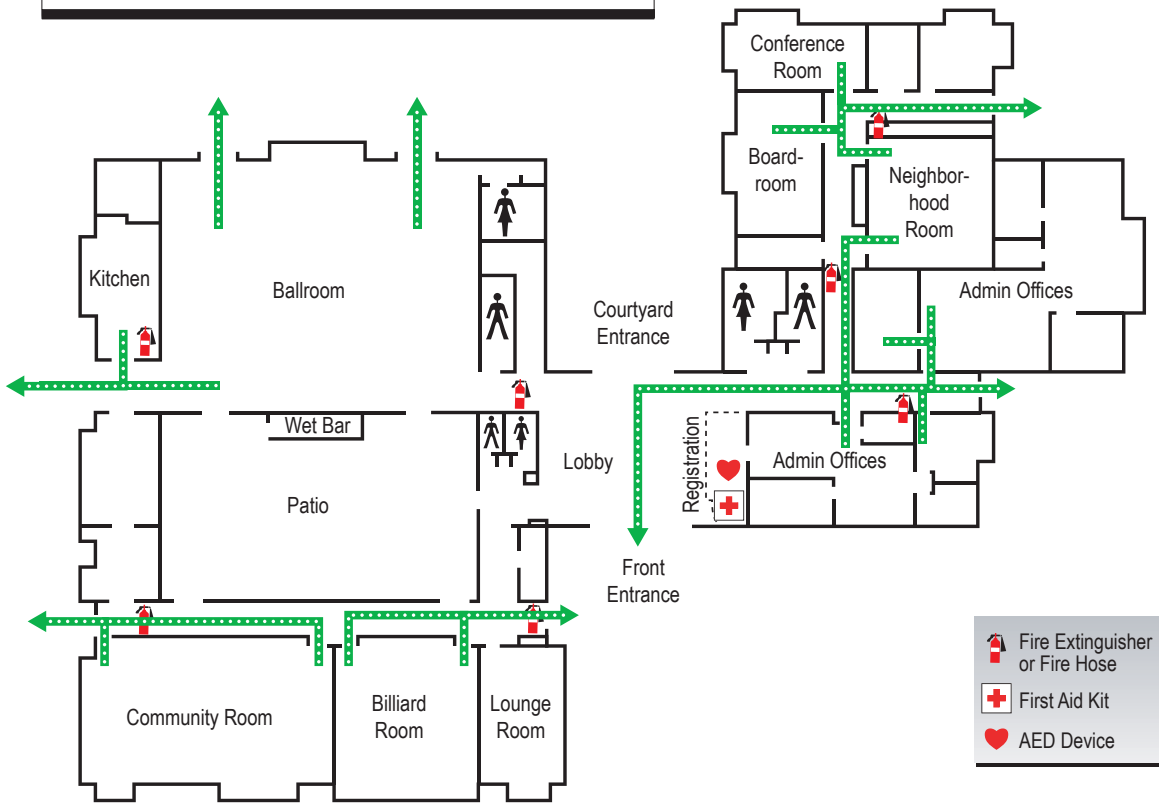 Conference
Room
Board-
room
Neighbor-
hood
Room
Kitchen
Ballroom
Courtyard
Entrance
Admin Offices
Wet Bar
Lobby
Registration
Admin Offices
Patio
Front
Entrance
Community Room
Billiard
Room
Lounge
Room
Fire Extinguisher
or Fire Hose
First Aid Kit
AED Device